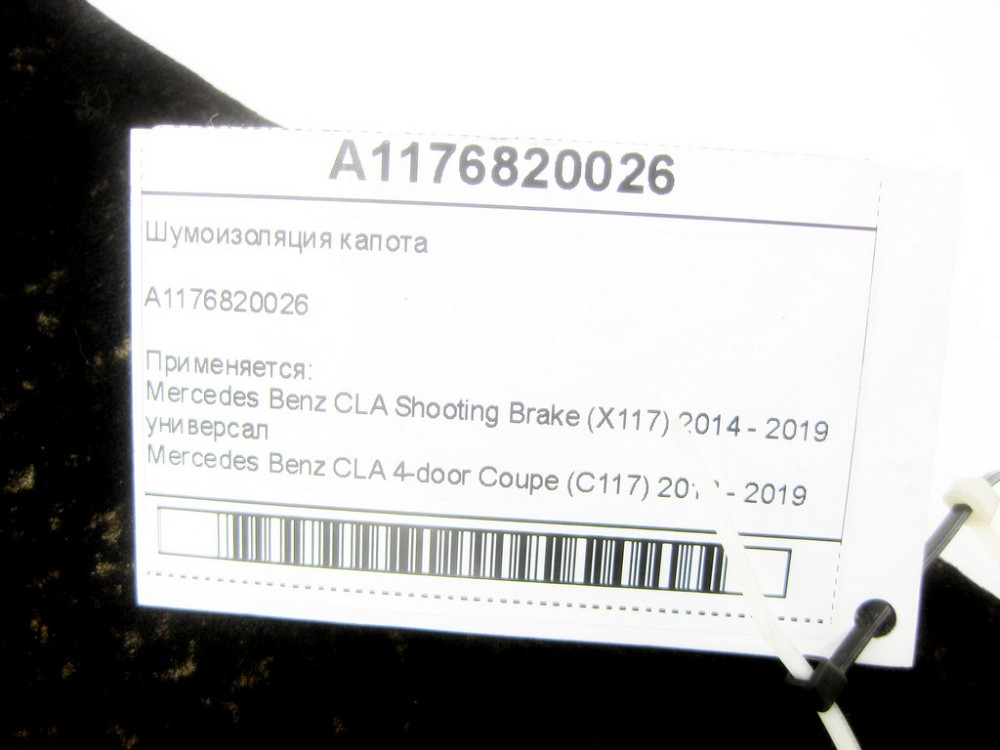 A1176820026
Шумоизоляция капота
A1176820026
Применяется:
Mercedes Benz CLA Shooting Brake (X117) 2014 - 2019
универсал
Mercedes Benz CLA 4-door Coupe (C117) - 2019